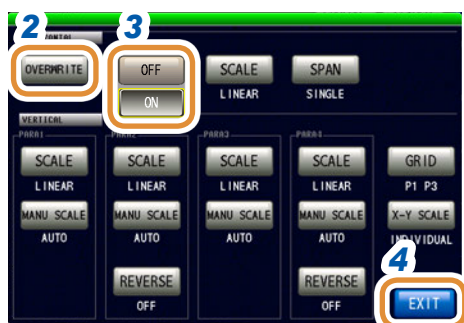 2 3
OVERWRITE OFF SCALE SPAN
ON LINEAR SINGLE
VERTICAL
PARA1 PARA2 PARA3 PARA4
SCALE SCALE SCALE SCALE GRID
LINEAR LINEAR LINEAR LINEAR P1 P3
MANU SCALE MANU SCALE MANU SCALE MANU SCALE X-Y SCALE
AUTO AUTO AUTO AUTO INDIVIDUAL
4
REVERSE REVERSE EXIT
OFF OFF